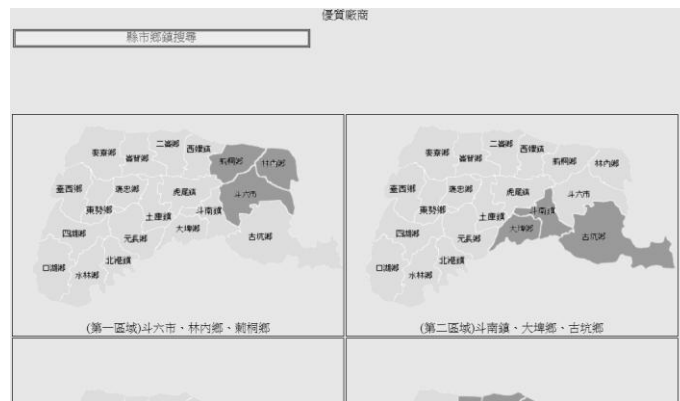 優質廠商
縣市鄉鎮搜尋
二崙鄉
西螺鎮
麥寮鄉
崙背鄉
莿桐鄉
林內鄉
臺西鄉
褒忠鄉
虎尾鎮
斗六市
東勢鄉
土庫鎮
斗南鎮
四湖鄉
元長鄉
大埤鄉
古坑鄉
北港鎮
口湖鄉
水林鄉
(第一區域)斗六市、林內鄉、莿桐鄉
二崙鄉
西螺鎮
麥寮鄉
崙背鄉
莿桐鄉
林內鄉
臺西鄉
褒忠鄉
虎尾鎮
斗六市
東勢鄉
土庫鎮
斗南鎮
四湖鄉
元長鄉
大埤鄉
古坑鄉
北港鎮
口湖鄉
水林鄉
(第二區域)斗南鎮、大埤鄉、古坑鄉